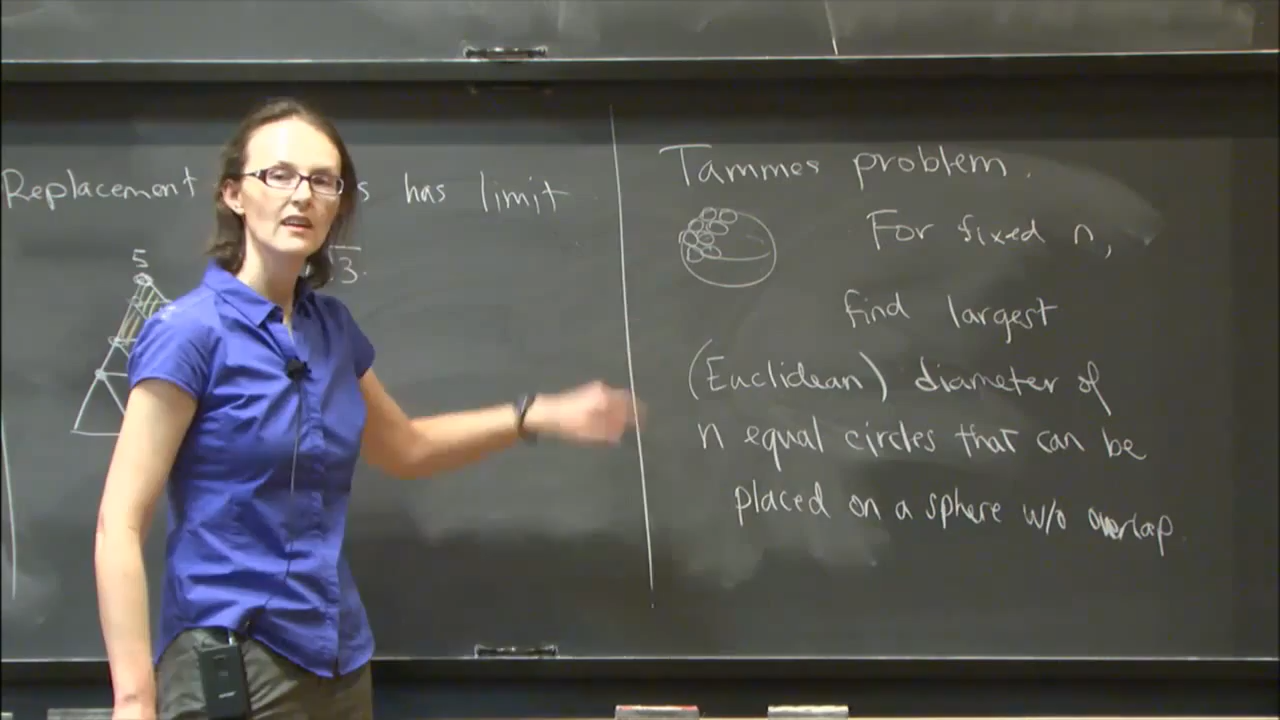 Replacement s has limit
5
√3.
Tammes problem.
For fixed n,
find largest
(Euclidean) diameter of
n equal circles that can be
placed on a sphere w/o overlap.